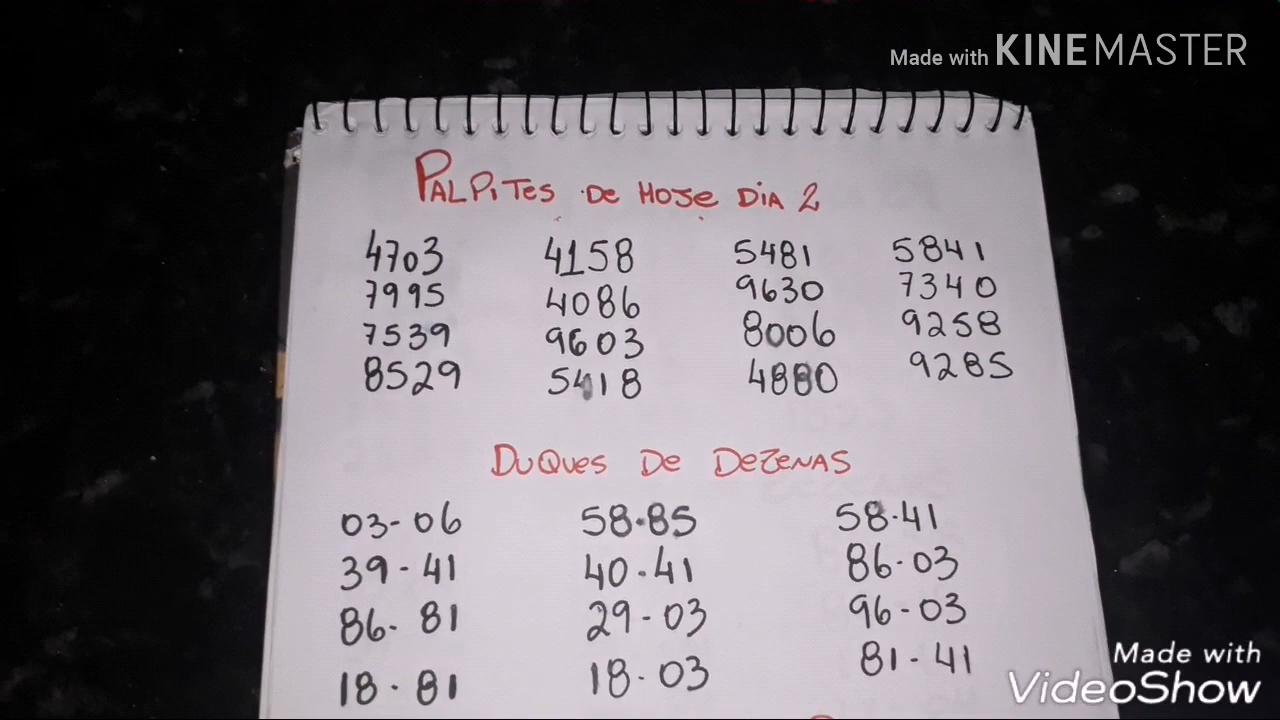 Made with KINEMASTER
PALPITES DE HOJE DIA 2
4703 4158 5481 5841
7995 4086 9630 7340
7539 9603 8006 9258
8529 5418 4880 9285
DUQUES DE DEZENAS
03-06 58.85 58.41
39-41 40.41 86.03
86-81 29-03 96-03
18.81 18.03 81-41
Made with
VideoShow